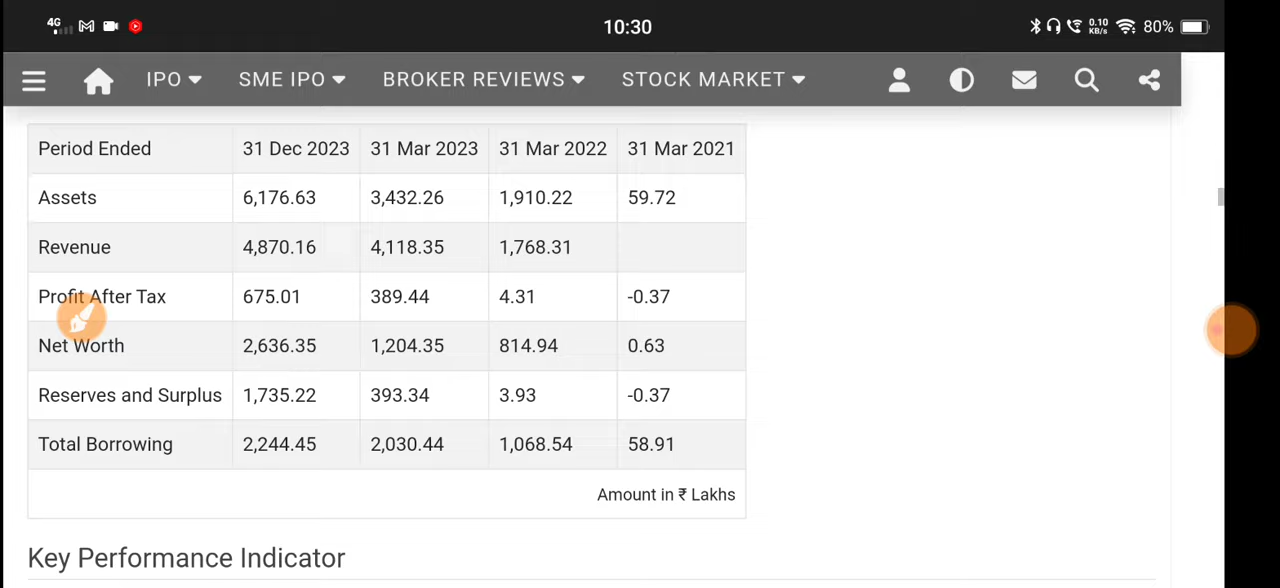 4G 10:30 0.10 KB/s 80%
IPO SME IPO BROKER REVIEWS STOCK MARKET
Period Ended 31 Dec 2023 31 Mar 2023 31 Mar 2022 31 Mar 2021
Assets 6,176.63 3,432.26 1,910.22 59.72
Revenue 4,870.16 4,118.35 1,768.31
Profit After Tax 675.01 389.44 4.31 -0.37
Net Worth 2,636.35 1,204.35 814.94 0.63
Reserves and Surplus 1,735.22 393.34 3.93 -0.37
Total Borrowing 2,244.45 2,030.44 1,068.54 58.91
Amount in ₹ Lakhs
Key Performance Indicator